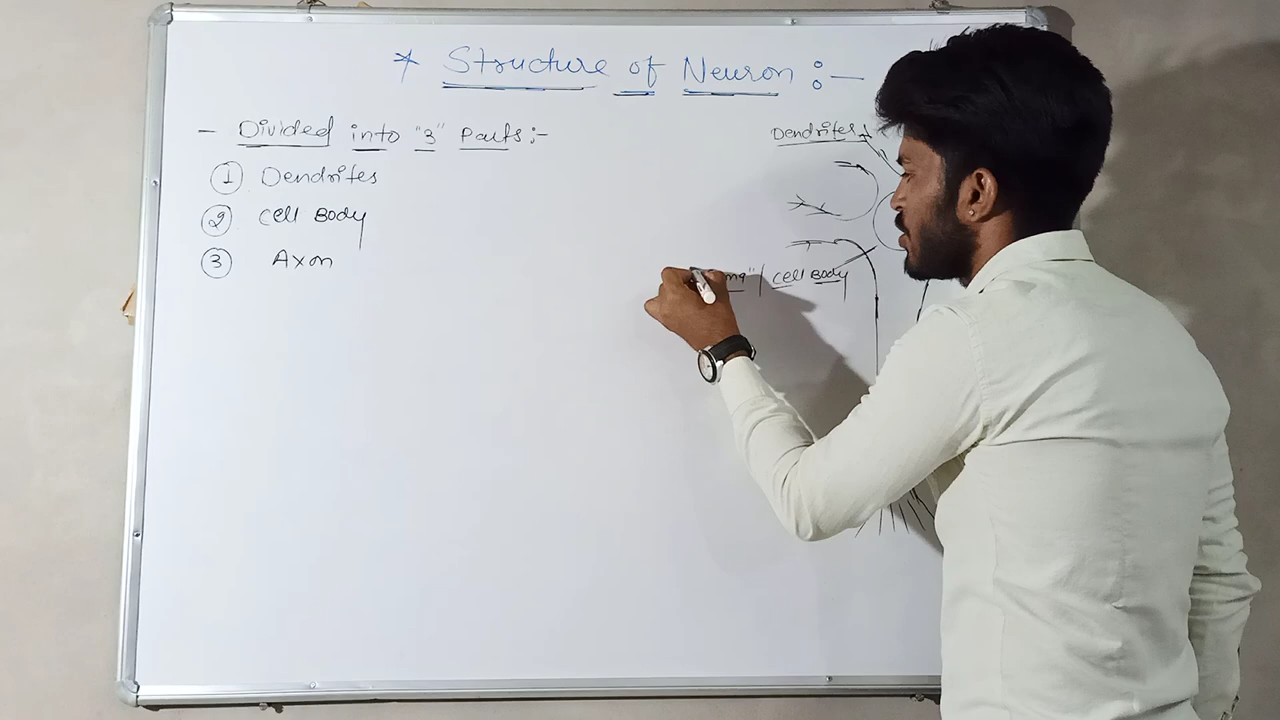 * Structure of Neuron :-
- Divided into "3" Parts :-
① Dendrites
② Cell Body
③ Axon
Dendrites
/ Cell Body